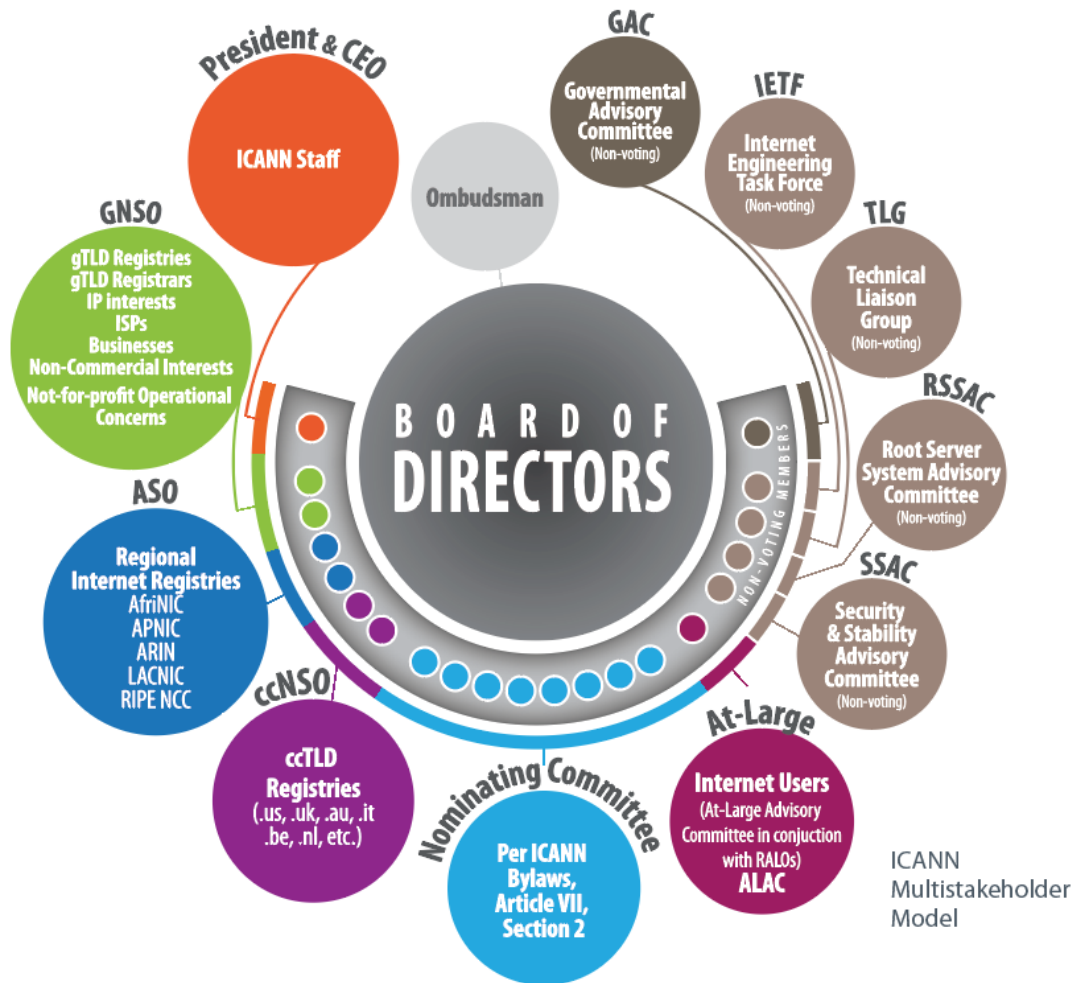 President & CEO
ICANN Staff
GAC
Governmental
Advisory
Committee
(Non-voting)
IETF
Internet
Engineering
Task Force
(Non-voting)
Ombudsman
GNSO
gTLD Registries
gTLD Registrars
IP interests
ISPs
Businesses
Non-Commercial Interests
Not-for-profit Operational
Concerns
TLG
Technical
Liaison
Group
(Non-voting)
BOARD OF
DIRECTORS
NON-VOTING MEMBERS
RSSAC
Root Server
System Advisory
Committee
(Non-voting)
ASO
Regional
Internet Registries
AfriNIC
APNIC
ARIN
LACNIC
RIPE NCC
SSAC
Security
& Stability
Advisory
Committee
(Non-voting)
ccNSO
ccTLD
Registries
(.us, .uk, .au, .it
.be, .nl, etc.)
Nominating Committee
Per ICANN
Bylaws,
Article VII,
Section 2
At-Large
Internet Users
(At-Large Advisory
Committee in conjuction
with RALOs)
ALAC
ICANN
Multistakeholder
Model